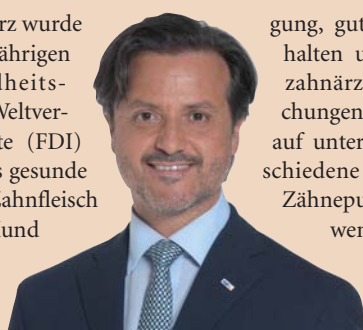 rz wurde
ährigen
dheits-
Weltver-
te (FDI)
s gesunde
Zahnfleisch
und
gung, gut
halten u
zahnärz
chungen
auf unter
schiedene
Zähnepu
wer